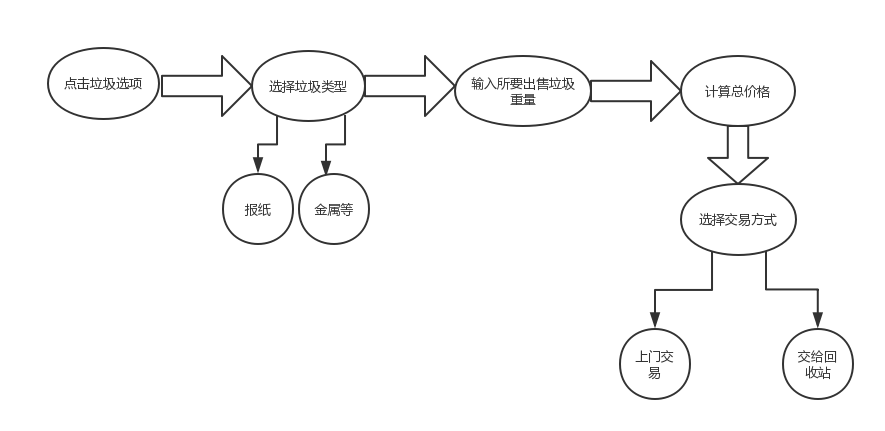 点击垃圾选项
选择垃圾类型
输入所要出售垃圾
重量
计算总价格
报纸
金属等
选择交易方式
上门交
易
交给回
收站